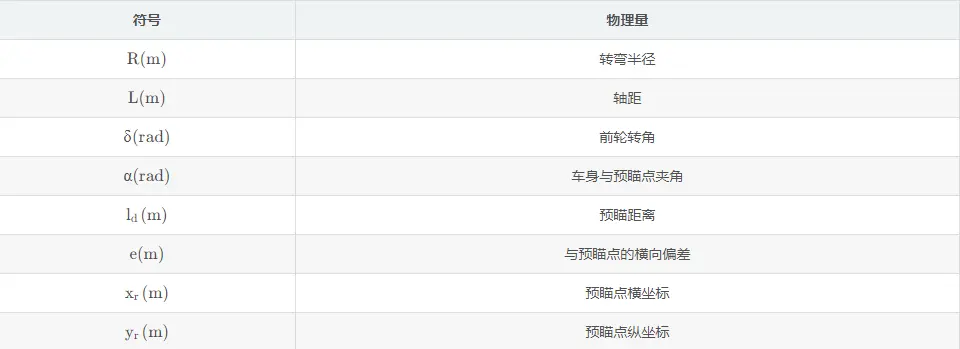 符号 物理量
R(m) 转弯半径
L(m) 轴距
δ(rad) 前轮转角
α(rad) 车身与预瞄点夹角
l_d(m) 预瞄距离
e(m) 与预瞄点的横向偏差
x_r(m) 预瞄点横坐标
y_r(m) 预瞄点纵坐标